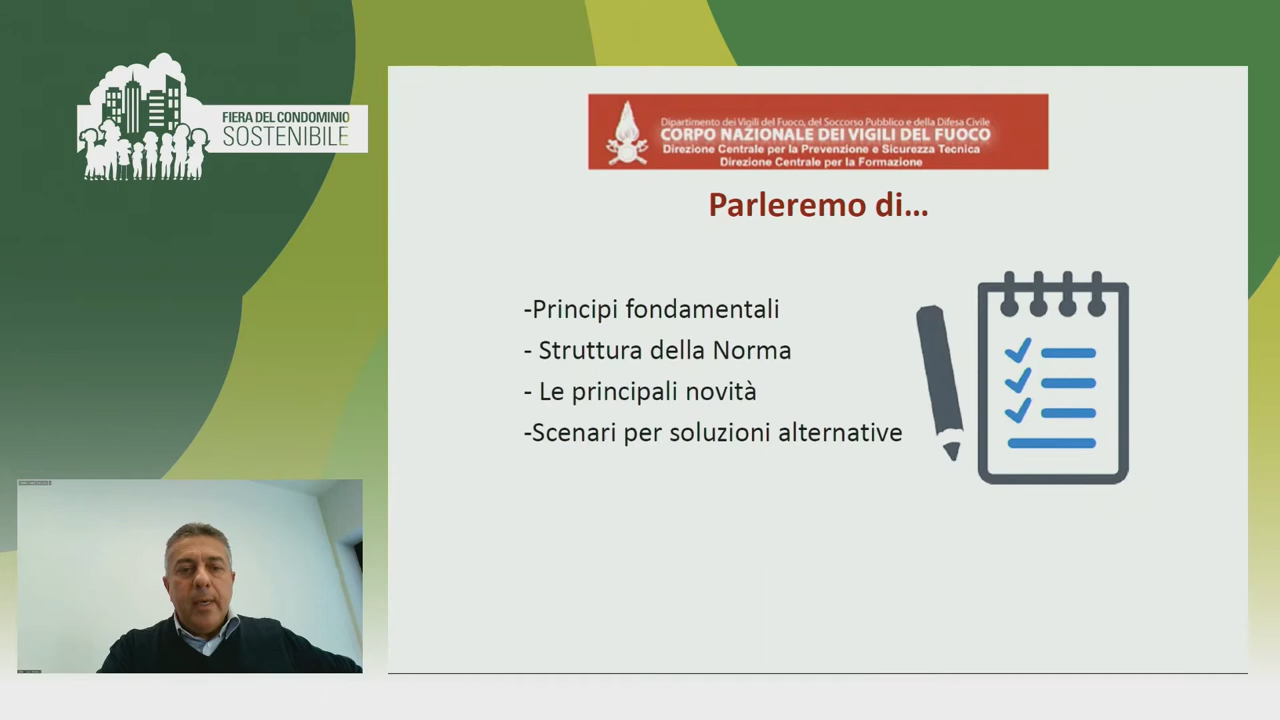 FIERA DEL CONDOMINIO
SOSTENIBILE
Dipartimento dei Vigili del Fuoco, del Soccorso Pubblico e della Difesa Civile
CORPO NAZIONALE DEI VIGILI DEL FUOCO
Direzione Centrale per la Prevenzione e Sicurezza Tecnica
Direzione Centrale per la Formazione
Parleremo di...
-Principi fondamentali
- Struttura della Norma
- Le principali novità
-Scenari per soluzioni alternative